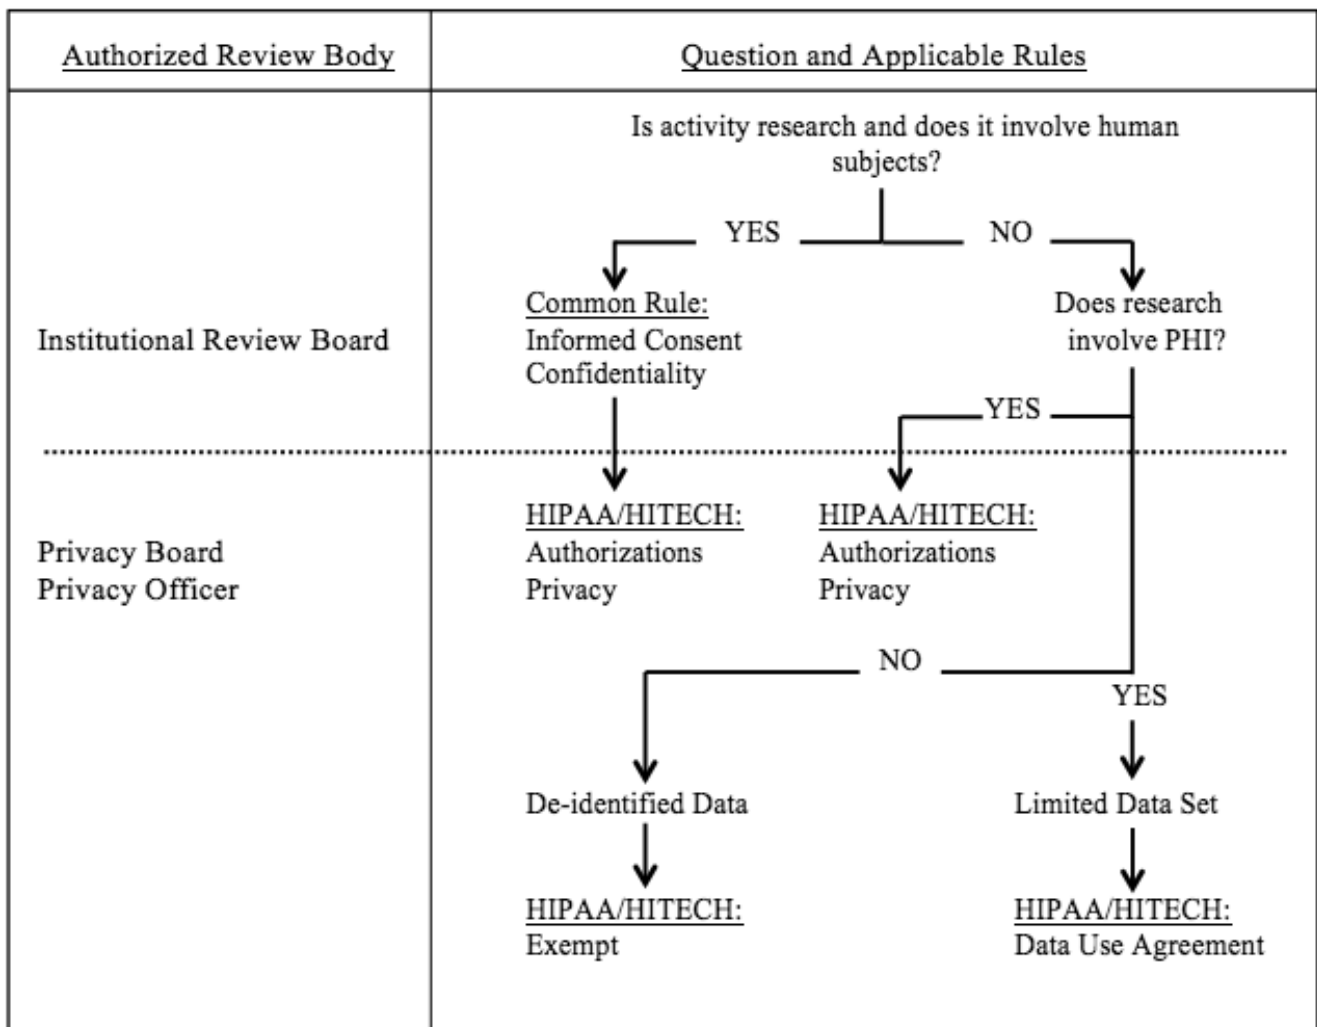 Authorized Review Body
Question and Applicable Rules
Is activity research and does it involve human
subjects?
YES
NO
Common Rule:
Informed Consent
Confidentiality
Does research
involve PHI?
Institutional Review Board
YES
HIPAA/HITECH:
Authorizations
Privacy
HIPAA/HITECH:
Authorizations
Privacy
Privacy Board
Privacy Officer
NO
YES
De-identified Data
Limited Data Set
HIPAA/HITECH:
Exempt
HIPAA/HITECH:
Data Use Agreement